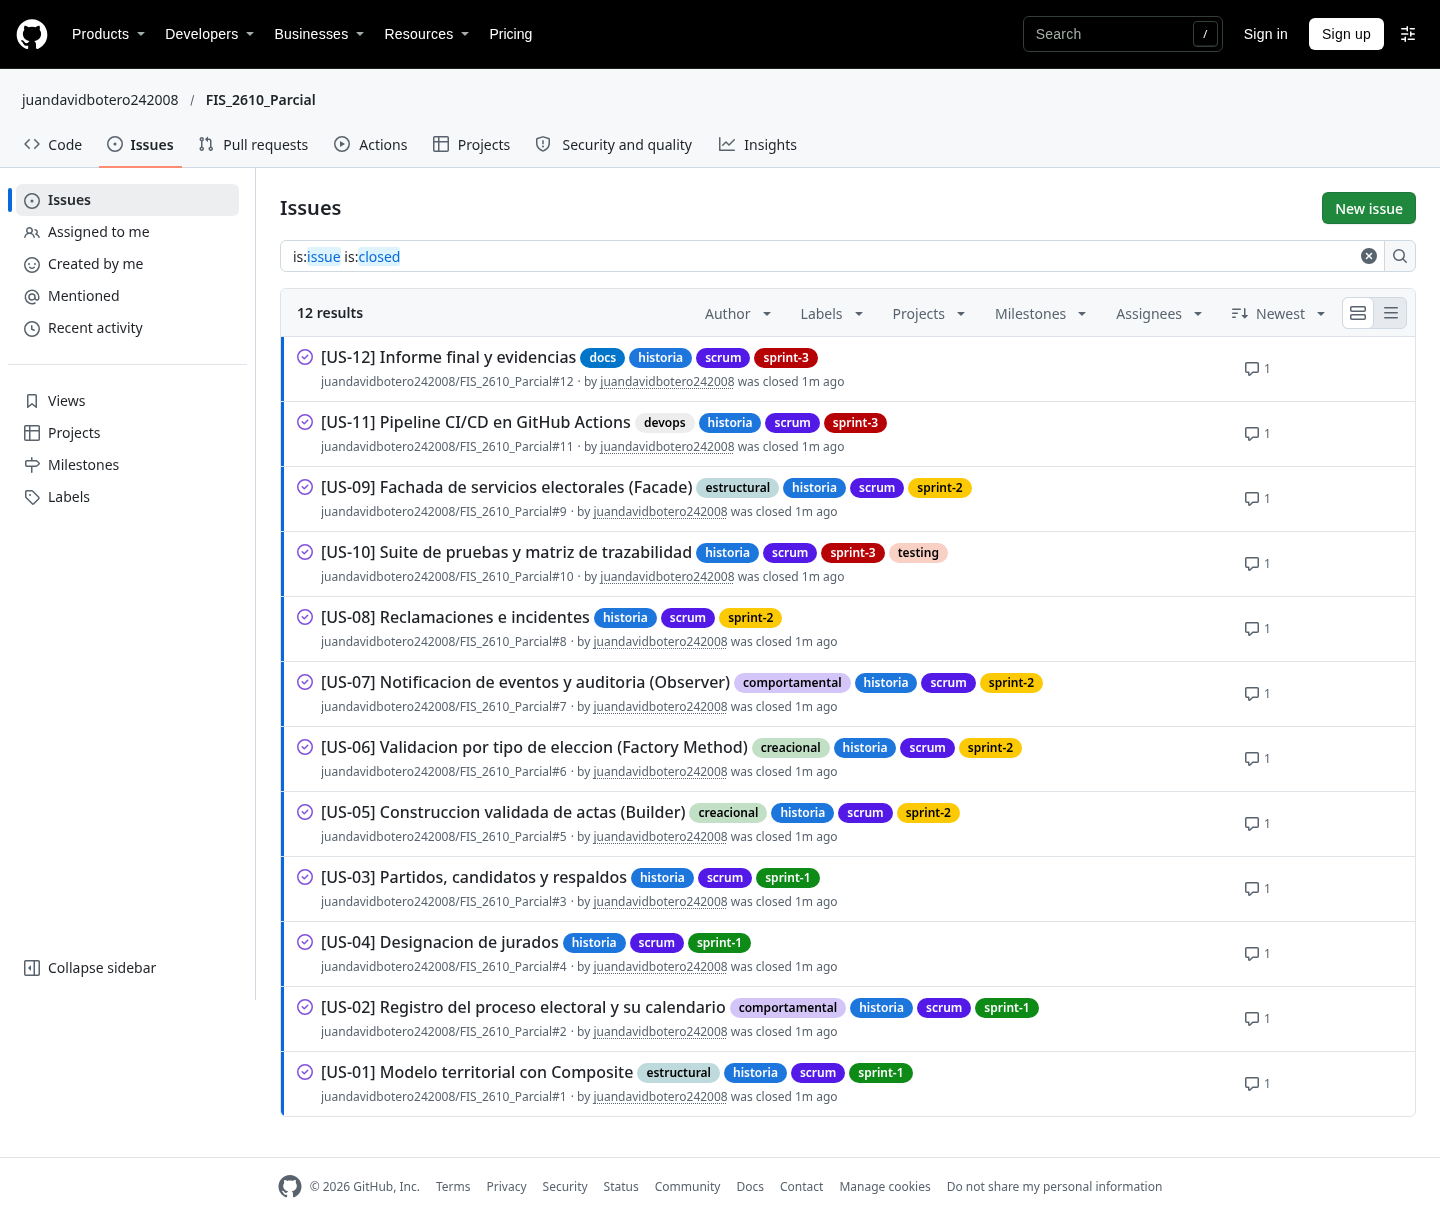 Products Developers Businesses Resources Pricing Search / Sign in Sign up
juandavidbotero242008 / FIS_2610_Parcial
Code Issues Pull requests Actions Projects Security and quality Insights
Issues
Assigned to me
Created by me
Mentioned
Recent activity
Views
Projects
Milestones
Labels
Collapse sidebar
Issues New issue
is:issue is:closed
12 results Author Labels Projects Milestones Assignees Newest
[US-12] Informe final y evidencias docs historia scrum sprint-3
juandavidbotero242008/FIS_2610_Parcial#12 · by juandavidbotero242008 was closed 1m ago 1
[US-11] Pipeline CI/CD en GitHub Actions devops historia scrum sprint-3
juandavidbotero242008/FIS_2610_Parcial#11 · by juandavidbotero242008 was closed 1m ago 1
[US-09] Fachada de servicios electorales (Facade) estructural historia scrum sprint-2
juandavidbotero242008/FIS_2610_Parcial#9 · by juandavidbotero242008 was closed 1m ago 1
[US-10] Suite de pruebas y matriz de trazabilidad historia scrum sprint-3 testing
juandavidbotero242008/FIS_2610_Parcial#10 · by juandavidbotero242008 was closed 1m ago 1
[US-08] Reclamaciones e incidentes historia scrum sprint-2
juandavidbotero242008/FIS_2610_Parcial#8 · by juandavidbotero242008 was closed 1m ago 1
[US-07] Notificacion de eventos y auditoria (Observer) comportamental historia scrum sprint-2
juandavidbotero242008/FIS_2610_Parcial#7 · by juandavidbotero242008 was closed 1m ago 1
[US-06] Validacion por tipo de eleccion (Factory Method) creacional historia scrum sprint-2
juandavidbotero242008/FIS_2610_Parcial#6 · by juandavidbotero242008 was closed 1m ago 1
[US-05] Construccion validada de actas (Builder) creacional historia scrum sprint-2
juandavidbotero242008/FIS_2610_Parcial#5 · by juandavidbotero242008 was closed 1m ago 1
[US-03] Partidos, candidatos y respaldos historia scrum sprint-1
juandavidbotero242008/FIS_2610_Parcial#3 · by juandavidbotero242008 was closed 1m ago 1
[US-04] Designacion de jurados historia scrum sprint-1
juandavidbotero242008/FIS_2610_Parcial#4 · by juandavidbotero242008 was closed 1m ago 1
[US-02] Registro del proceso electoral y su calendario comportamental historia scrum sprint-1
juandavidbotero242008/FIS_2610_Parcial#2 · by juandavidbotero242008 was closed 1m ago 1
[US-01] Modelo territorial con Composite estructural historia scrum sprint-1
juandavidbotero242008/FIS_2610_Parcial#1 · by juandavidbotero242008 was closed 1m ago 1
© 2026 GitHub, Inc. Terms Privacy Security Status Community Docs Contact Manage cookies Do not share my personal information